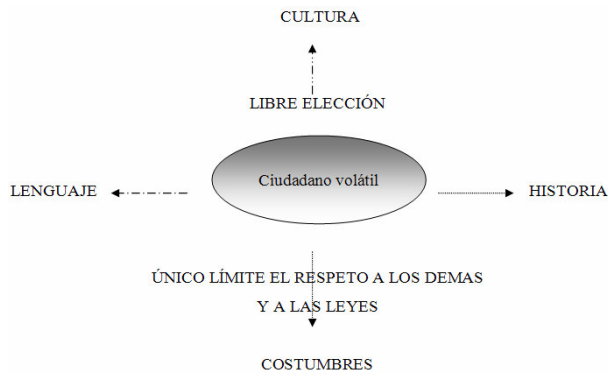 CULTURA
LIBRE ELECCIÓN
Ciudadano volátil
LENGUAJE
HISTORIA
ÚNICO LÍMITE EL RESPETO A LOS DEMAS
Y A LAS LEYES
COSTUMBRES